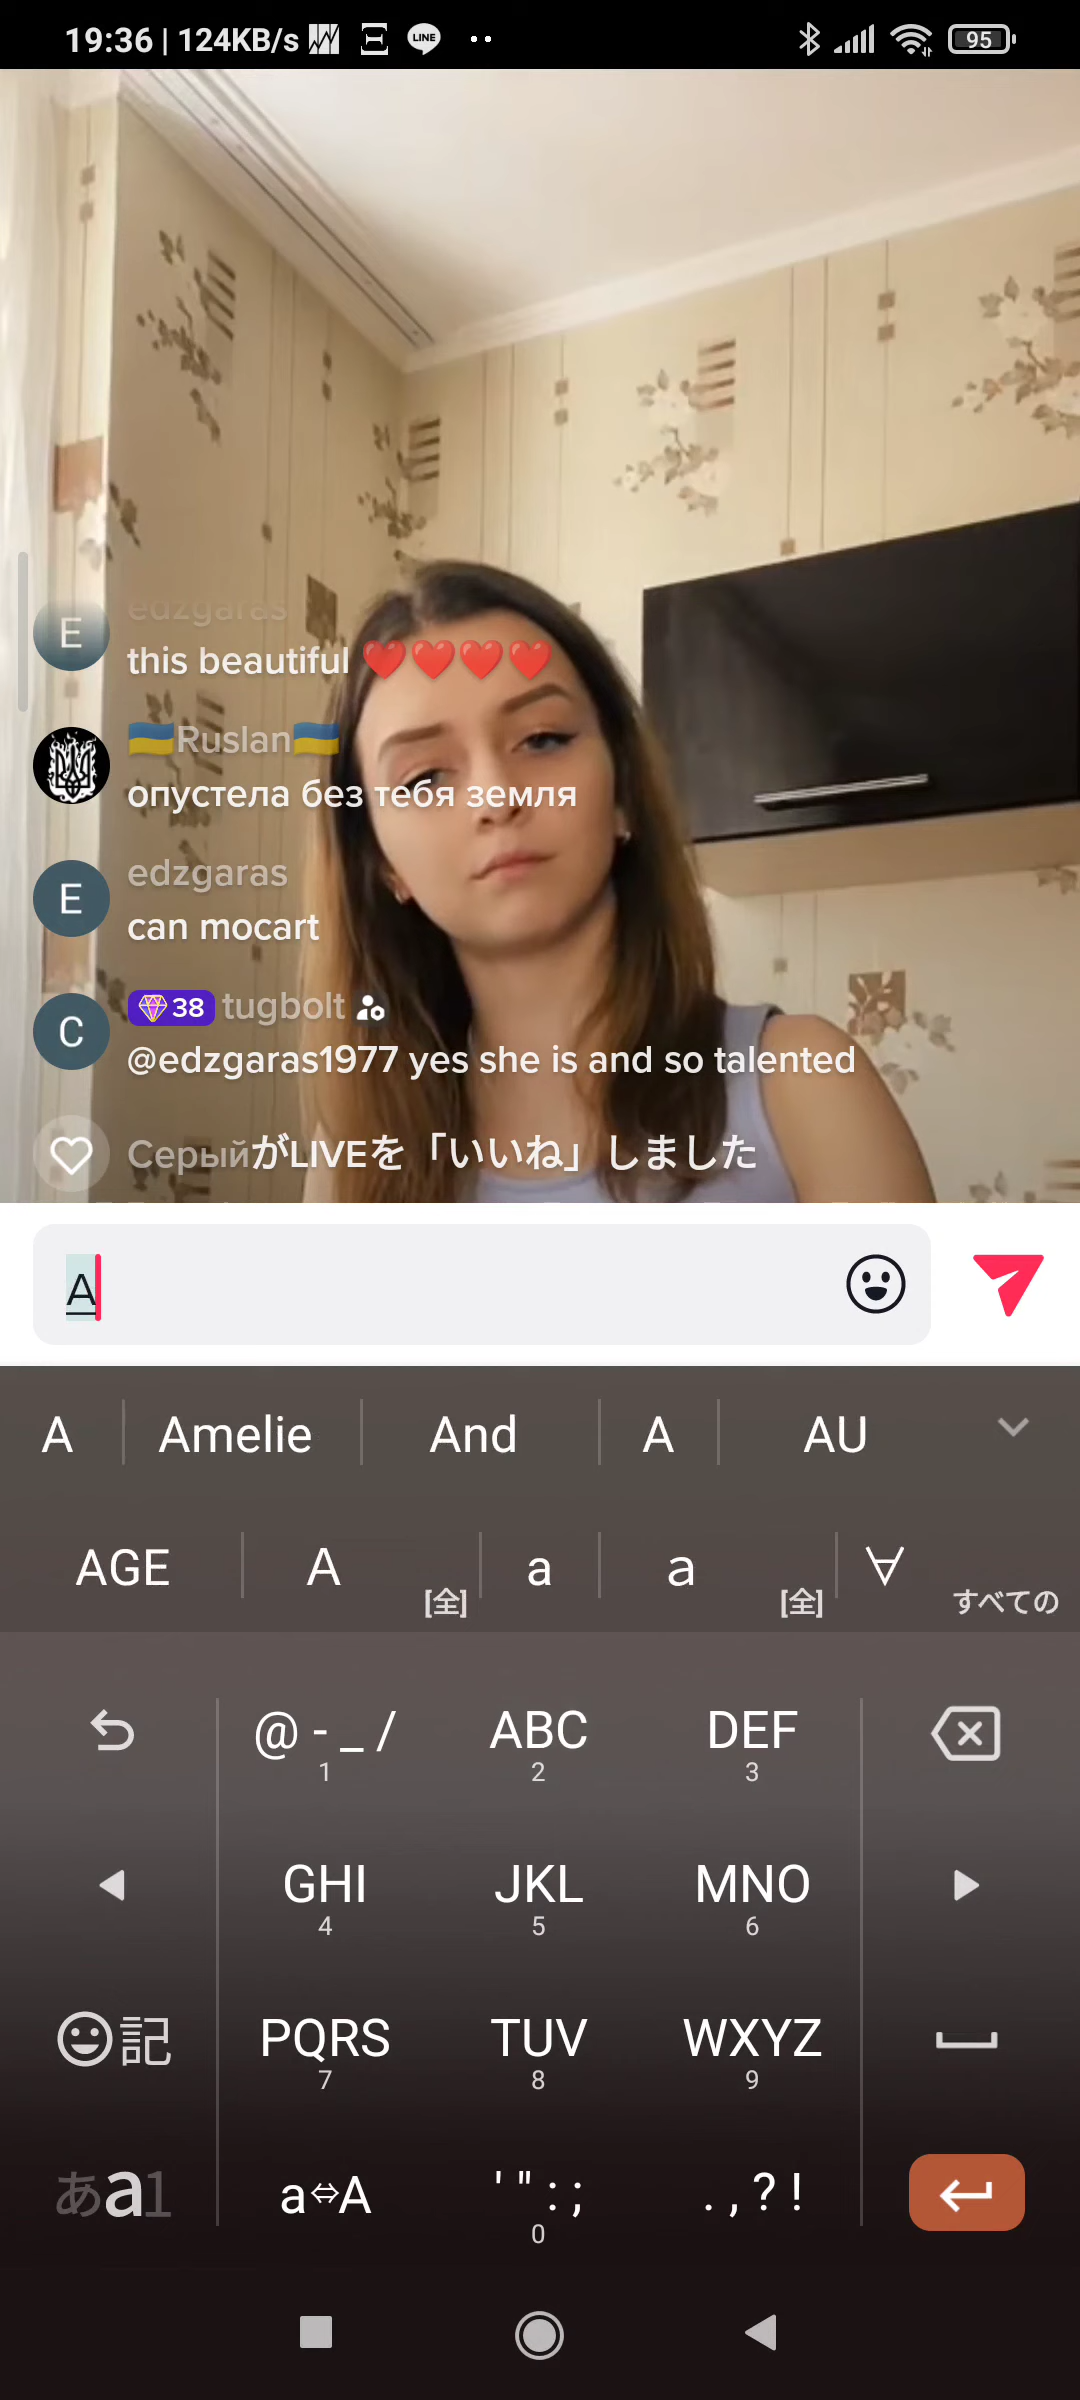 19:36 | 124KB/s LINE 95
edzgaras
E
this beautiful ❤️❤️❤️❤️
🇺🇦Ruslan🇺🇦
опустела без тебя земля
edzgaras
E
can mocart
38 tugbolt
C
@edzgaras1977 yes she is and so talented
СерыйがLIVEを「いいね」しました
A
A Amelie And A AU
AGE A [全] a a [全] ∀ すべての
@ - _ / ABC DEF
1 2 3
GHI JKL MNO
4 5 6
記 PQRS TUV WXYZ
7 8 9
あa1 a⇔A ' " : ; . , ? !
0